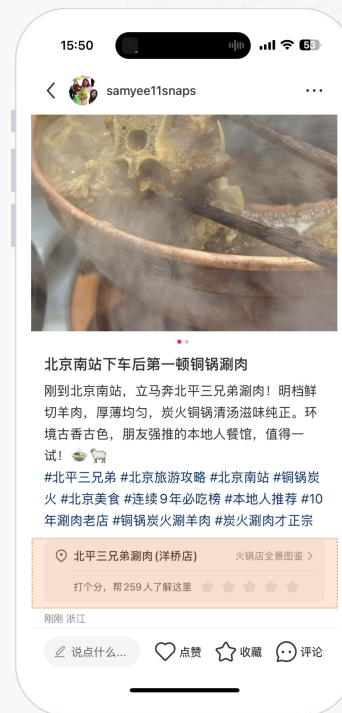 15:50
53
samyee11snaps
北京南站下车后第一顿铜锅涮肉
刚到北京南站，立马奔北平三兄弟涮肉！明档鲜
切羊肉，厚薄均匀，炭火铜锅清汤滋味纯正。环
境古香古色，朋友强推的本地人餐馆，值得一
试！🍲🐑
#北平三兄弟 #北京旅游攻略 #北京南站 #铜锅炭
火 #北京美食 #连续9年必吃榜 #本地人推荐 #10
年涮肉老店 #铜锅炭火涮羊肉 #炭火涮肉才正宗
北平三兄弟涮肉(洋桥店) 火锅店全景图鉴
打个分，帮259人了解这里
刚刚 浙江
说点什么... 点赞 收藏 评论